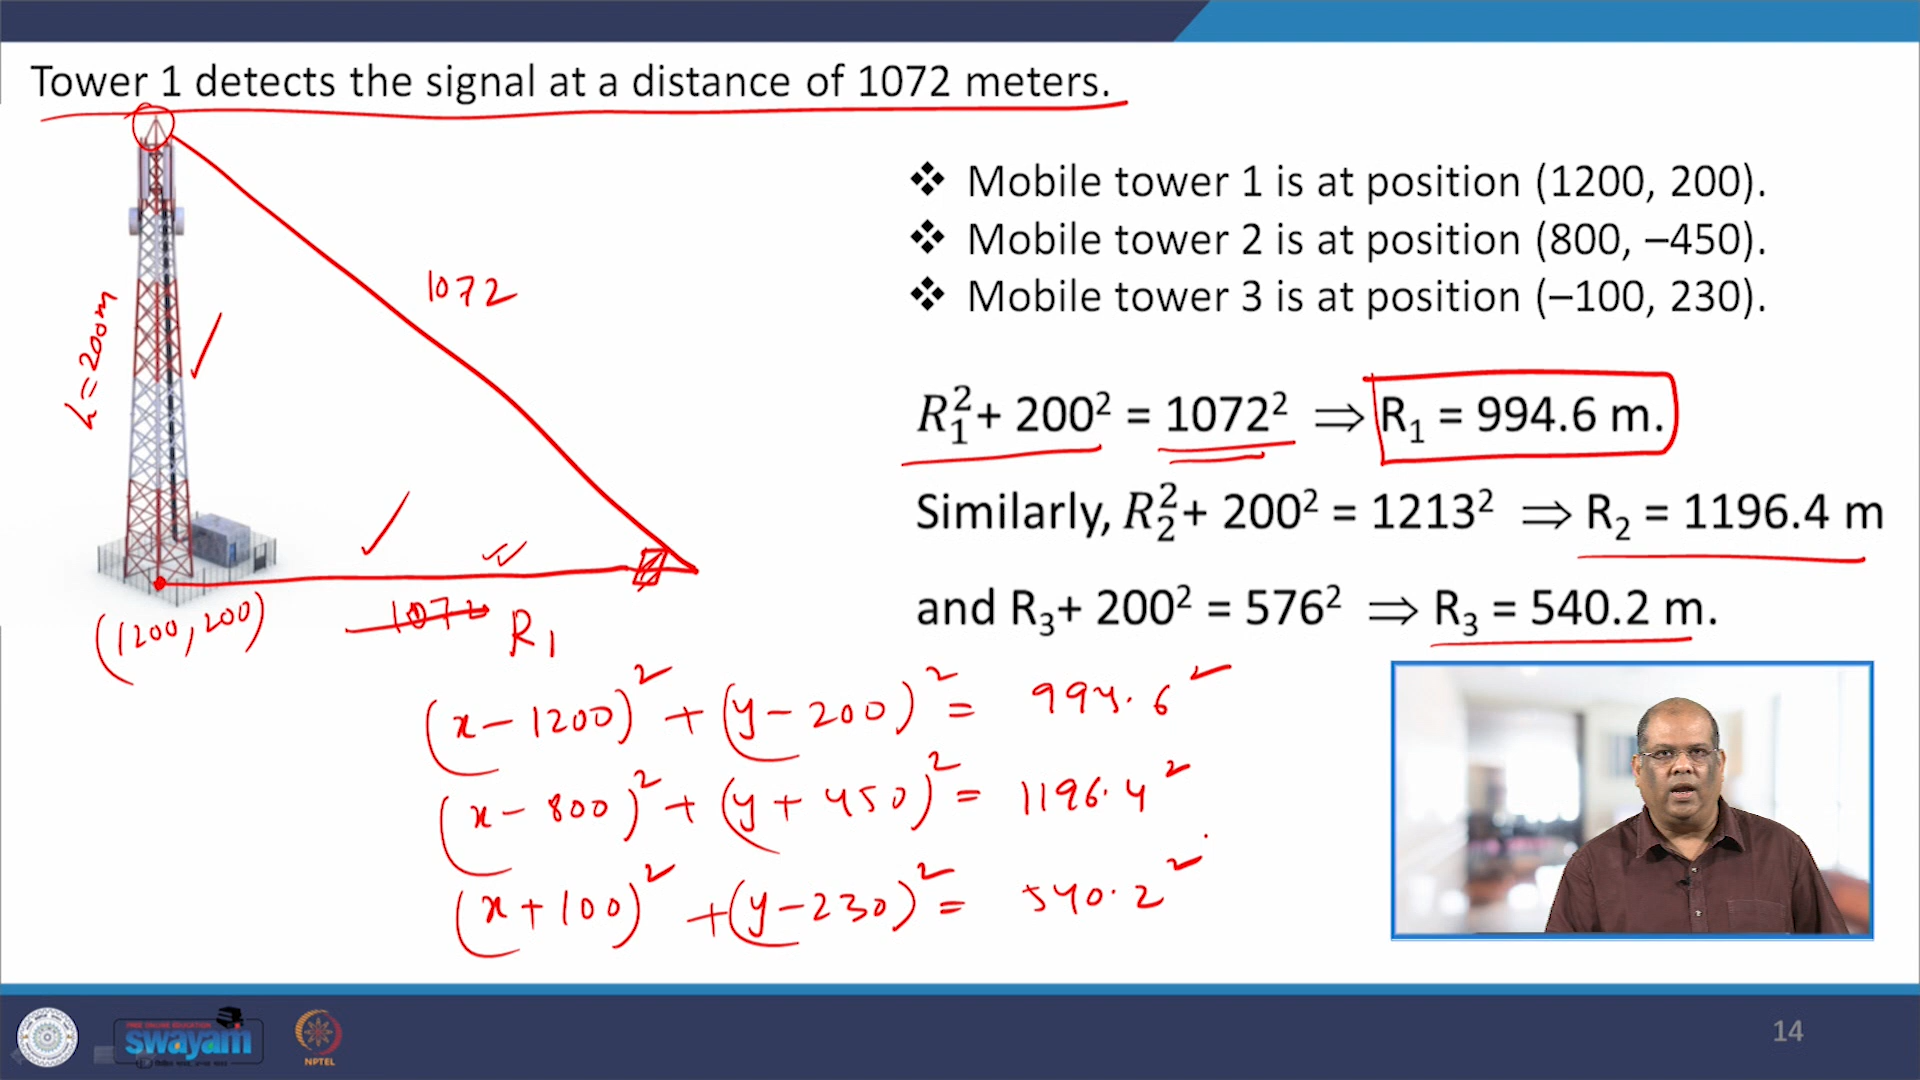 Tower 1 detects the signal at a distance of 1072 meters.
❖ Mobile tower 1 is at position (1200, 200).
❖ Mobile tower 2 is at position (800, –450).
❖ Mobile tower 3 is at position (–100, 230).
1072
h = 200m
R₁² + 200² = 1072² ⇒ R₁ = 994.6 m.
Similarly, R₂² + 200² = 1213² ⇒ R₂ = 1196.4 m
and R₃ + 200² = 576² ⇒ R₃ = 540.2 m.
(1200, 200)
1072 R₁
(x – 1200)² + (y – 200)² = 994.6²
(x – 800)² + (y + 450)² = 1196.4²
(x + 100)² + (y – 230)² = 540.2²
FREE ONLINE EDUCATION
swayam
NPTEL
14